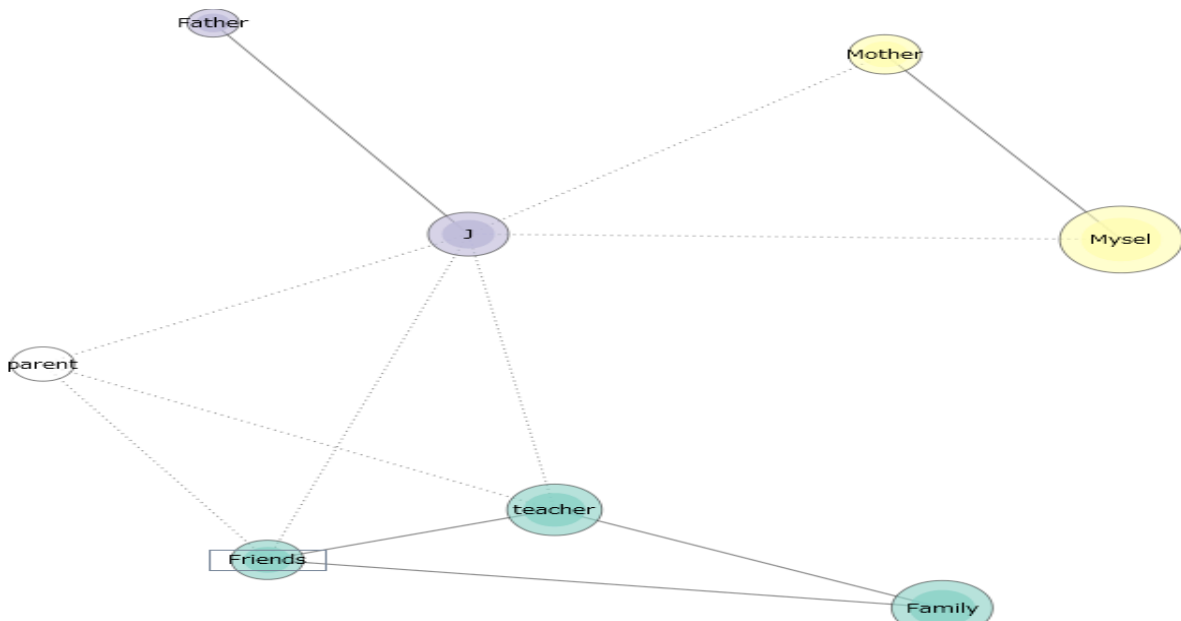 Father
Mother
J
Mysel
parent
teacher
Friends
Family